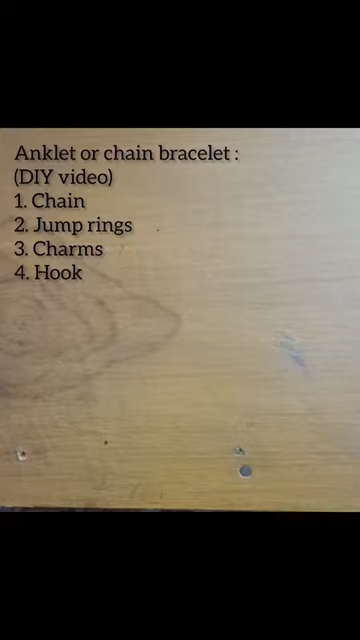 Anklet or chain bracelet :
(DIY video)
1. Chain
2. Jump rings
3. Charms
4. Hook